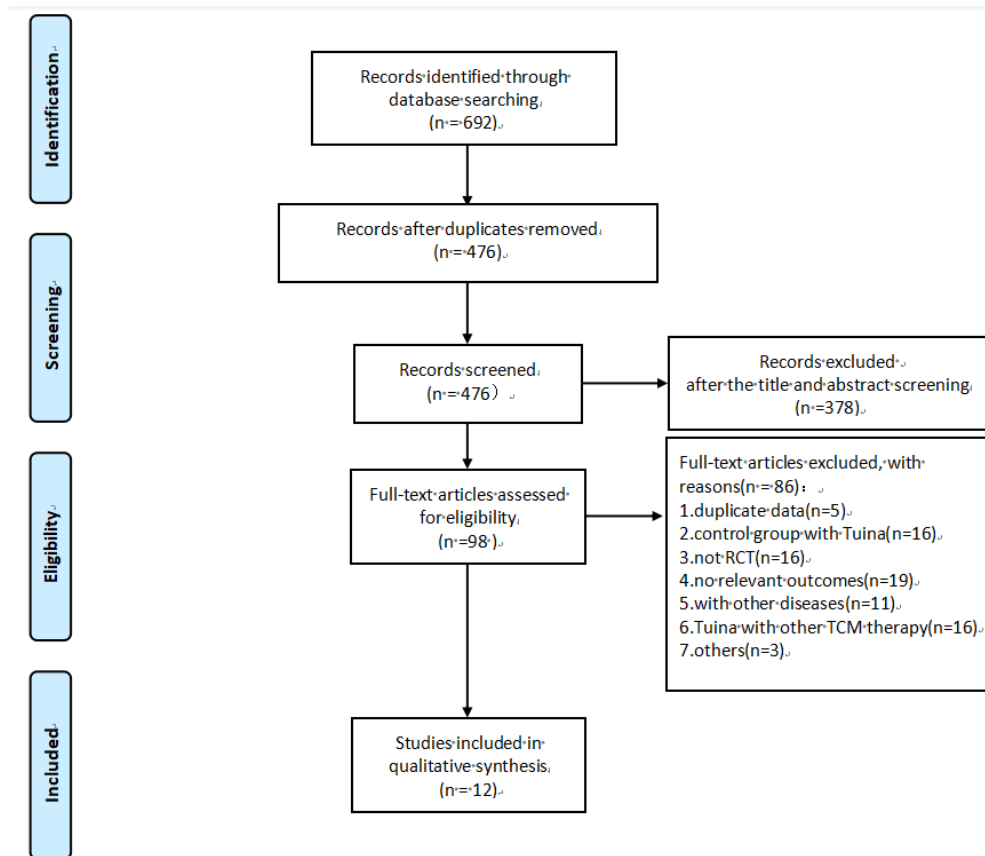 Identification
Records identified through
database searching
(n = 692)
Records after duplicates removed
(n = 476)
Screening
Records screened
(n = 476）
Records excluded
after the title and abstract screening
(n =378)
Eligibility
Full-text articles assessed
for eligibility
(n =98 )
Full-text articles excluded, with
reasons(n = 86)：
1.duplicate data(n=5)
2.control group with Tuina(n=16)
3.not RCT(n=16)
4.no relevant outcomes(n=19)
5.with other diseases(n=11)
6.Tuina with other TCM therapy(n=16)
7.others(n=3)
Included
Studies included in
qualitative synthesis
(n = 12)